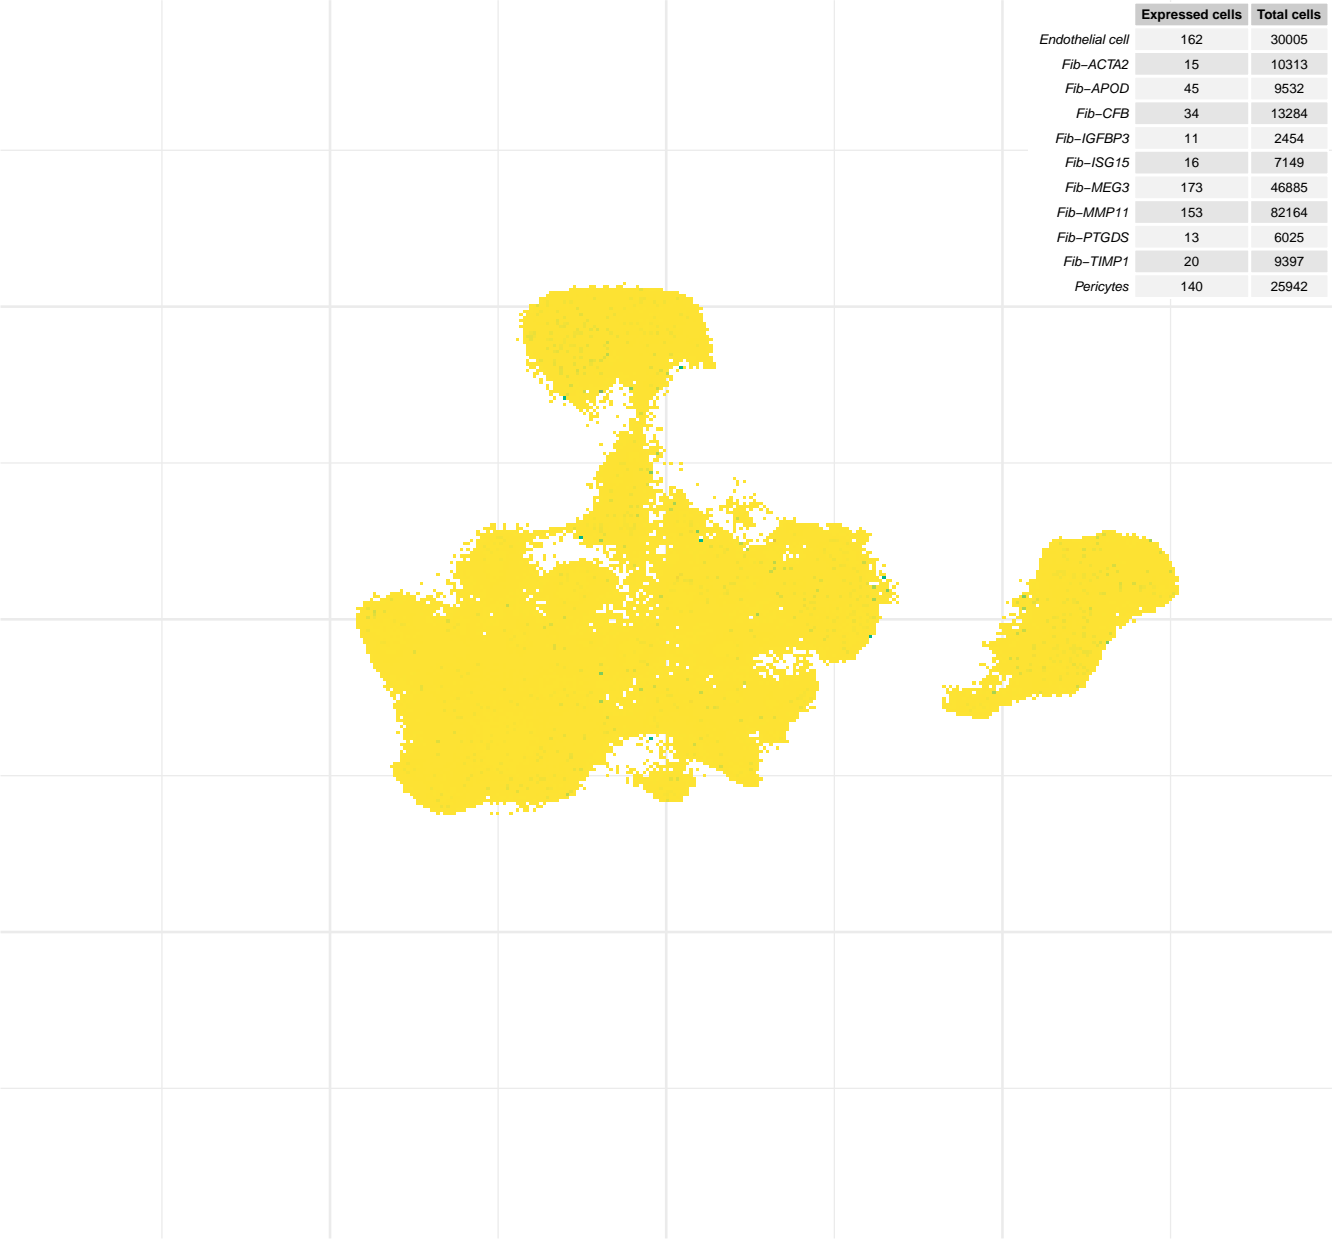 Expressed cells Total cells
Endothelial cell 162 30005
Fib−ACTA2 15 10313
Fib−APOD 45 9532
Fib−CFB 34 13284
Fib−IGFBP3 11 2454
Fib−ISG15 16 7149
Fib−MEG3 173 46885
Fib−MMP11 153 82164
Fib−PTGDS 13 6025
Fib−TIMP1 20 9397
Pericytes 140 25942